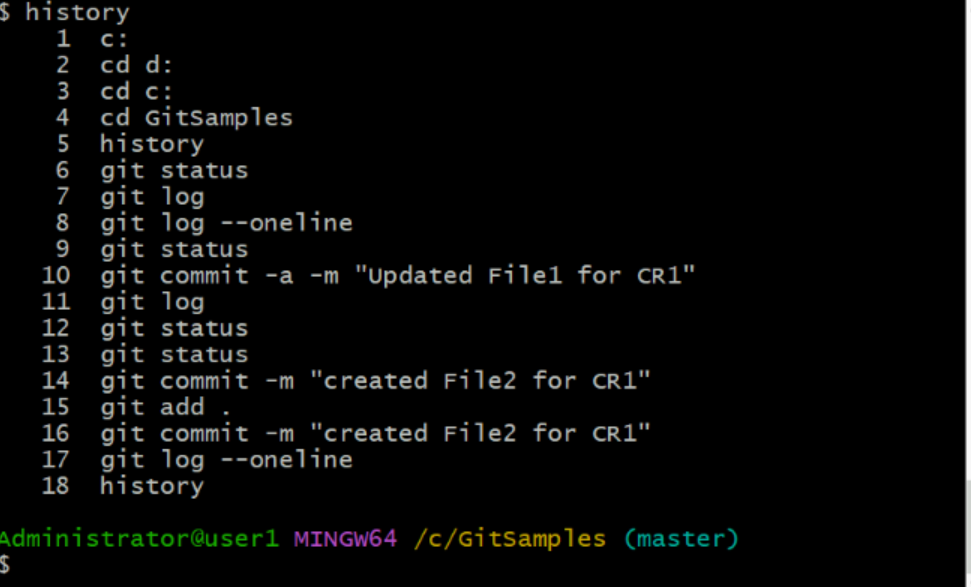 $ history
1 c:
2 cd d:
3 cd c:
4 cd GitSamples
5 history
6 git status
7 git log
8 git log --oneline
9 git status
10 git commit -a -m "Updated File1 for CR1"
11 git log
12 git status
13 git status
14 git commit -m "created File2 for CR1"
15 git add .
16 git commit -m "created File2 for CR1"
17 git log --oneline
18 history
Administrator@user1 MINGW64 /c/GitSamples (master)
$